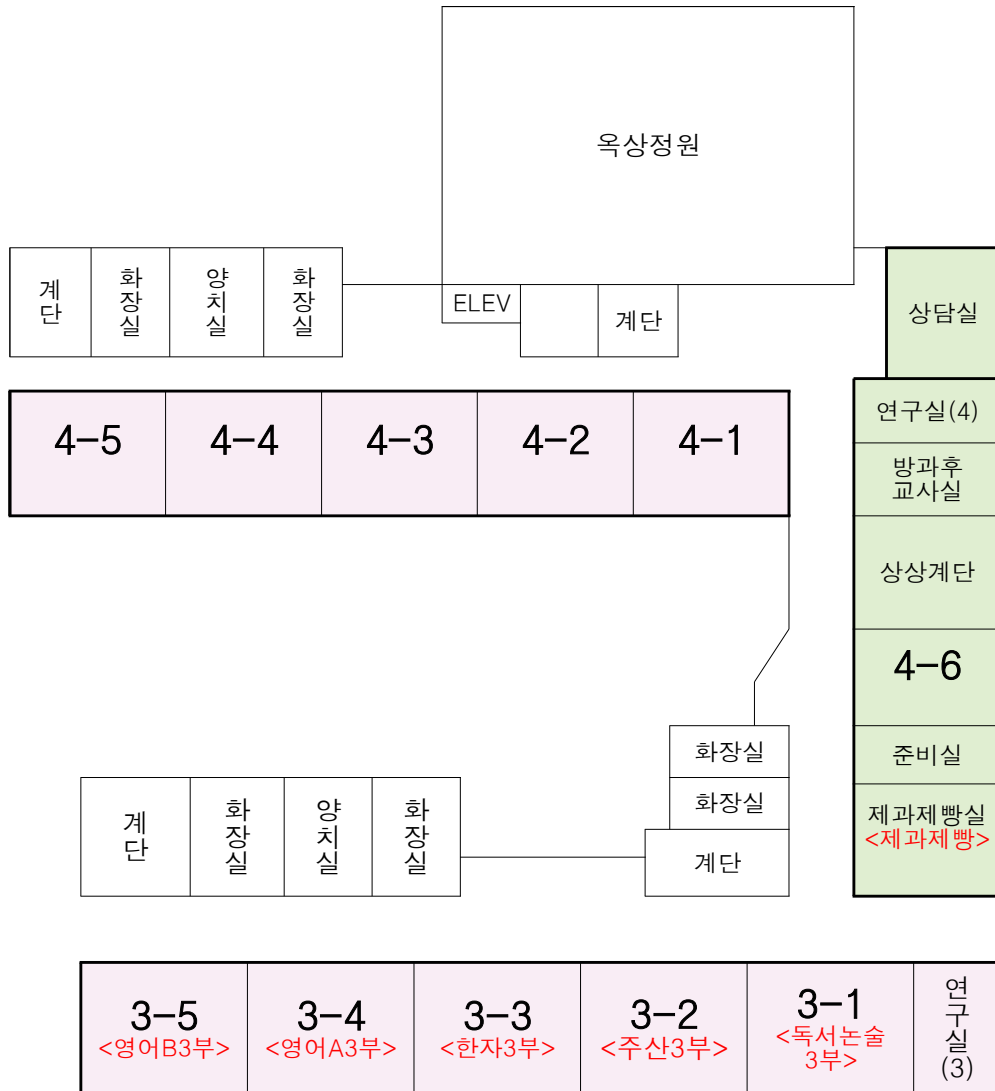 옥상정원
계단
화장실
양치실
화장실
ELEV
계단
상담실
4-5
4-4
4-3
4-2
4-1
연구실(4)
방과후
교사실
상상계단
4-6
준비실
제과제빵실
<제과제빵>
화장실
화장실
계단
계단
화장실
양치실
화장실
3-5
<영어B3부>
3-4
<영어A3부>
3-3
<한자3부>
3-2
<주산3부>
3-1
<독서논술
3부>
연구실
(3)